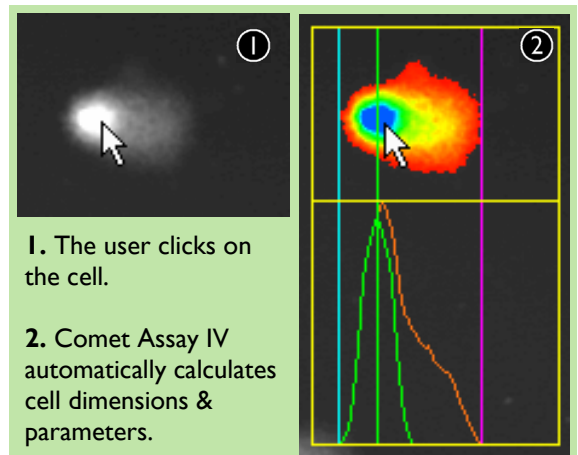 1
2
1. The user clicks on
the cell.
2. Comet Assay IV
automatically calculates
cell dimensions &
parameters.